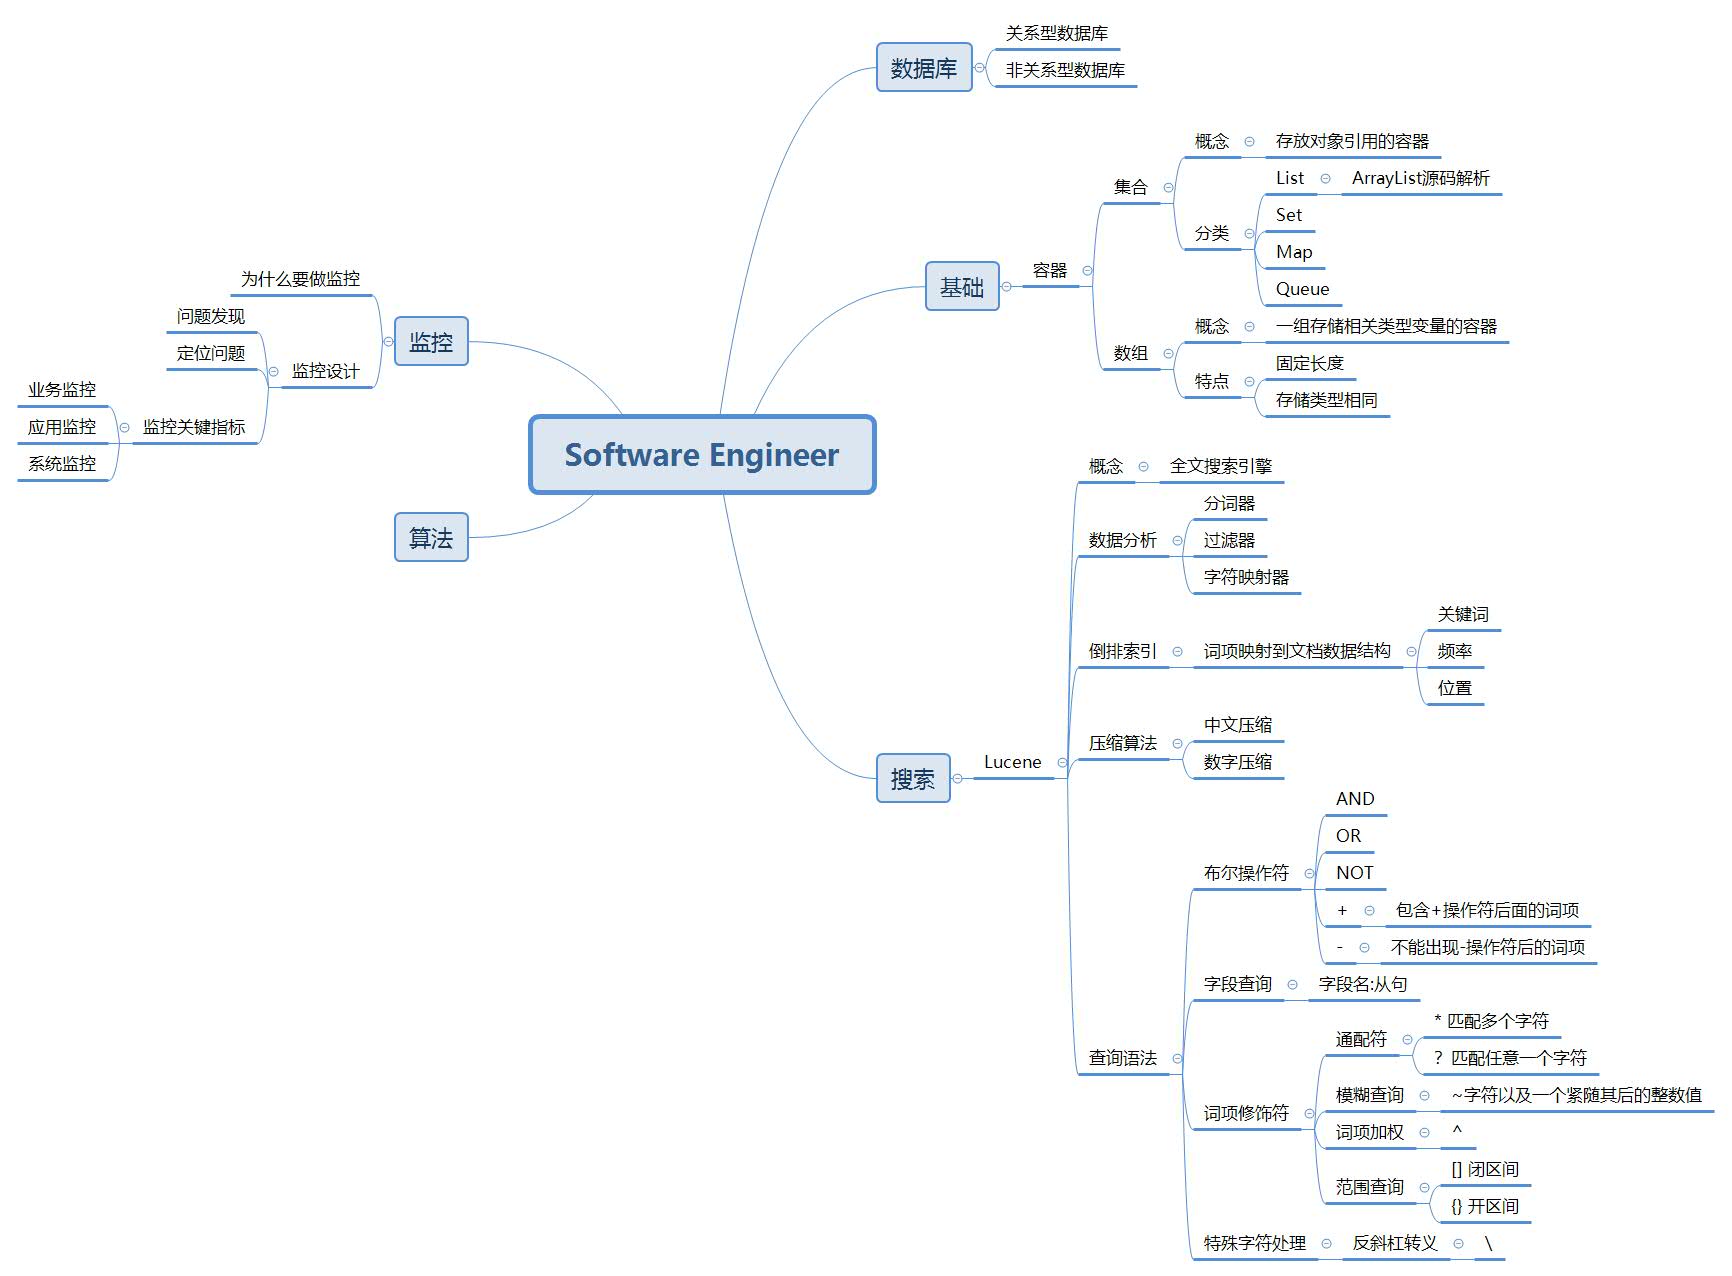 Software Engineer
数据库
关系型数据库
非关系型数据库
基础
容器
集合
概念
存放对象引用的容器
分类
List
ArrayList源码解析
Set
Map
Queue
数组
概念
一组存储相关类型变量的容器
特点
固定长度
存储类型相同
搜索
Lucene
概念
全文搜索引擎
数据分析
分词器
过滤器
字符映射器
倒排索引
词项映射到文档数据结构
关键词
频率
位置
压缩算法
中文压缩
数字压缩
查询语法
布尔操作符
AND
OR
NOT
+
包含+操作符后面的词项
-
不能出现-操作符后的词项
字段查询
字段名:从句
词项修饰符
通配符
* 匹配多个字符
? 匹配任意一个字符
模糊查询
~字符以及一个紧随其后的整数值
词项加权
^
范围查询
[] 闭区间
{} 开区间
特殊字符处理
反斜杠转义
\
监控
为什么要做监控
监控设计
问题发现
定位问题
监控关键指标
业务监控
应用监控
系统监控
算法